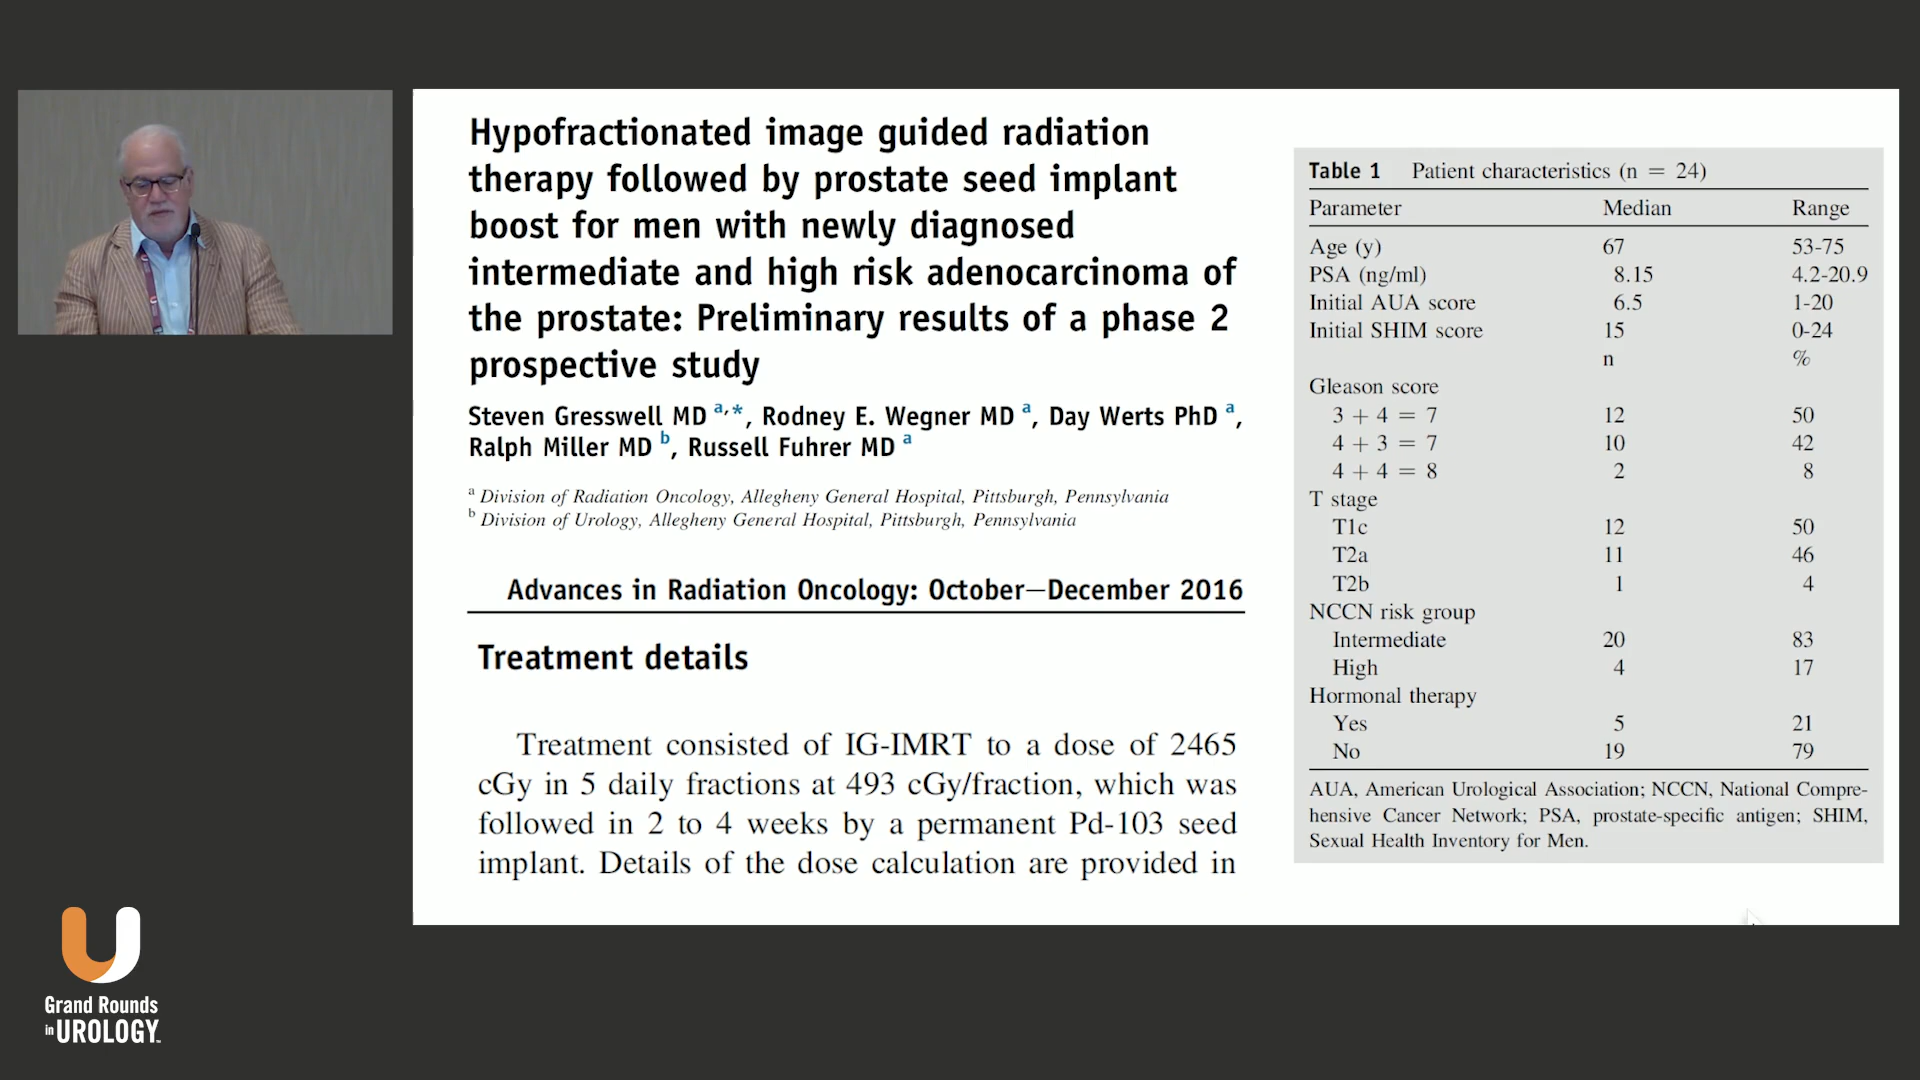 Hypofractionated image guided radiation
therapy followed by prostate seed implant
boost for men with newly diagnosed
intermediate and high risk adenocarcinoma of
the prostate: Preliminary results of a phase 2
prospective study
Steven Gresswell MD a,*, Rodney E. Wegner MD a, Day Werts PhD a,
Ralph Miller MD b, Russell Fuhrer MD a
a Division of Radiation Oncology, Allegheny General Hospital, Pittsburgh, Pennsylvania
b Division of Urology, Allegheny General Hospital, Pittsburgh, Pennsylvania
Advances in Radiation Oncology: October—December 2016
Treatment details
Treatment consisted of IG-IMRT to a dose of 2465
cGy in 5 daily fractions at 493 cGy/fraction, which was
followed in 2 to 4 weeks by a permanent Pd-103 seed
implant. Details of the dose calculation are provided in
Table 1 Patient characteristics (n = 24)
Parameter Median Range
Age (y) 67 53-75
PSA (ng/ml) 8.15 4.2-20.9
Initial AUA score 6.5 1-20
Initial SHIM score 15 0-24
n %
Gleason score
3 + 4 = 7 12 50
4 + 3 = 7 10 42
4 + 4 = 8 2 8
T stage
T1c 12 50
T2a 11 46
T2b 1 4
NCCN risk group
Intermediate 20 83
High 4 17
Hormonal therapy
Yes 5 21
No 19 79
AUA, American Urological Association; NCCN, National Compre-
hensive Cancer Network; PSA, prostate-specific antigen; SHIM,
Sexual Health Inventory for Men.
Grand Rounds
in UROLOGY™